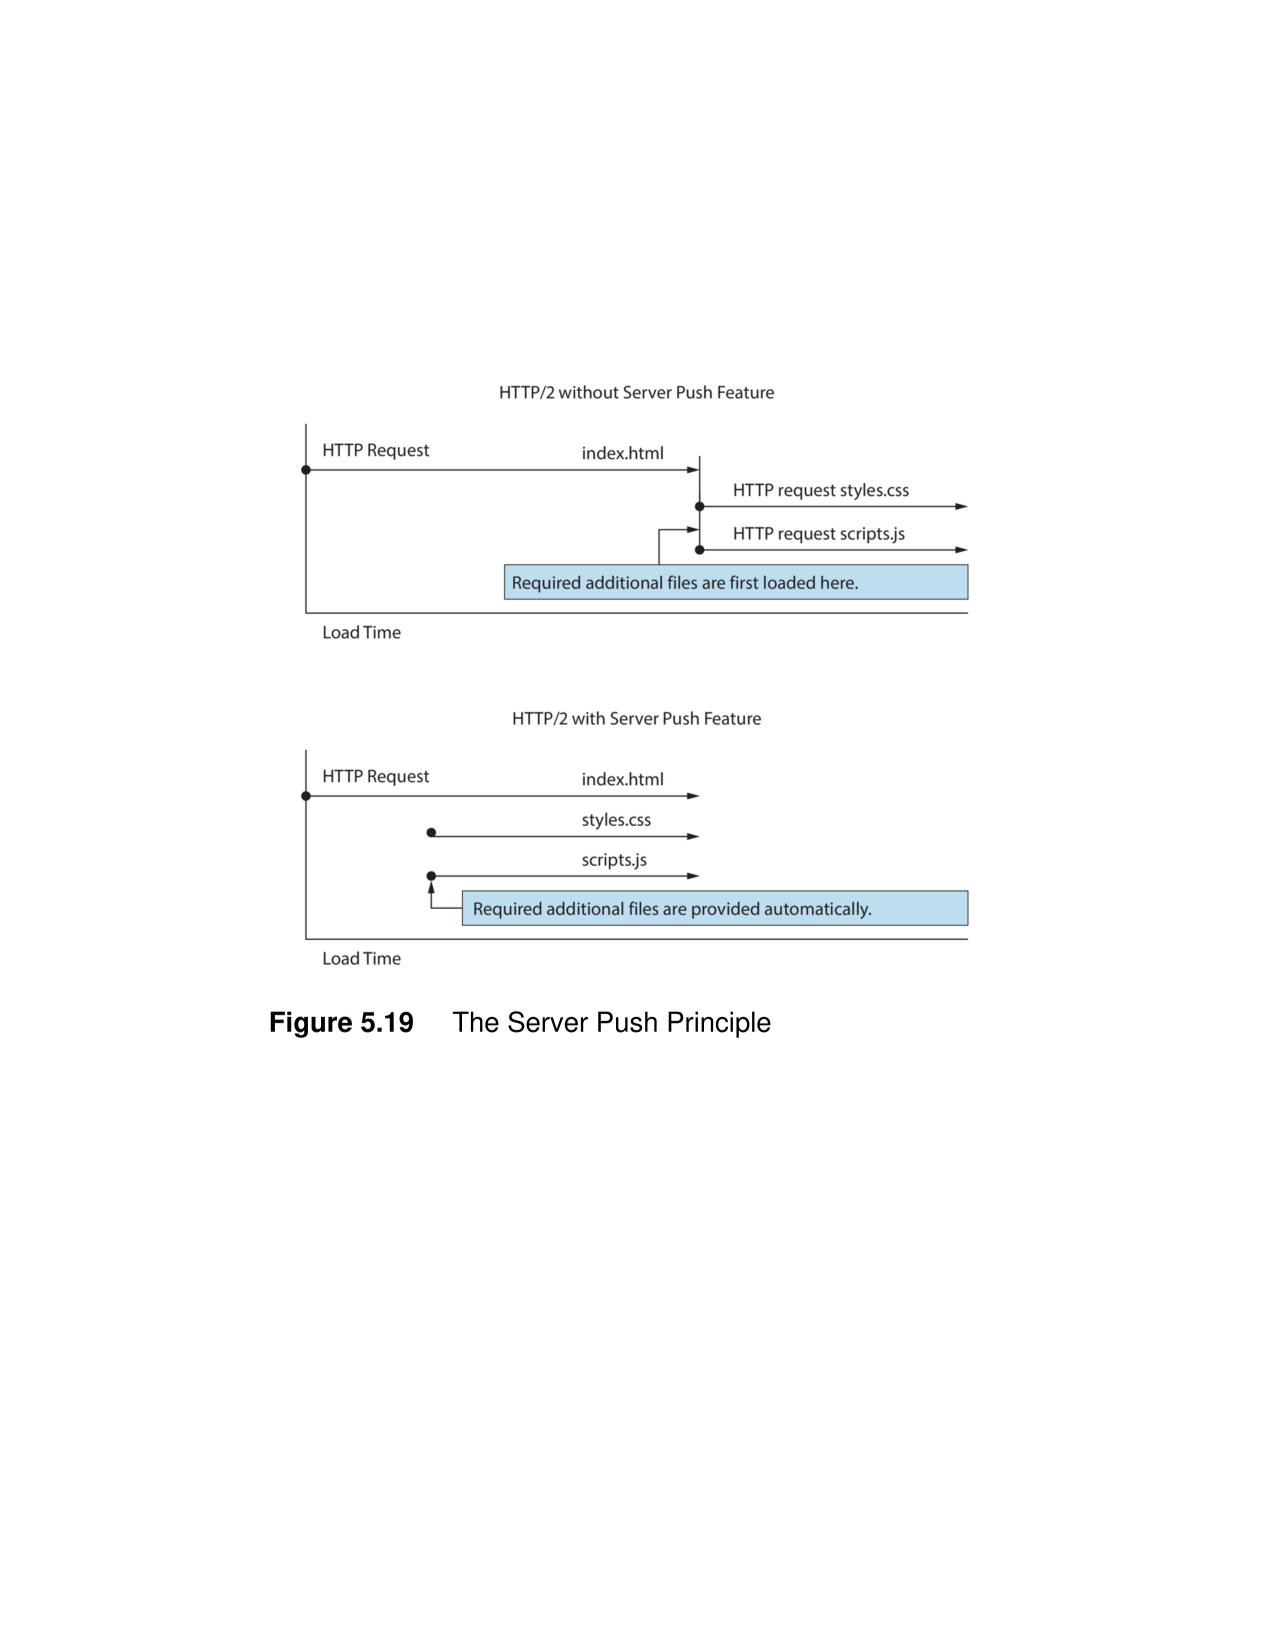 HTTP/2 without Server Push Feature
HTTP Request
index.html
HTTP request styles.css
HTTP request scripts.js
Required additional files are first loaded here.
Load Time
HTTP/2 with Server Push Feature
HTTP Request
index.html
styles.css
scripts.js
Required additional files are provided automatically.
Load Time
Figure 5.19 The Server Push Principle